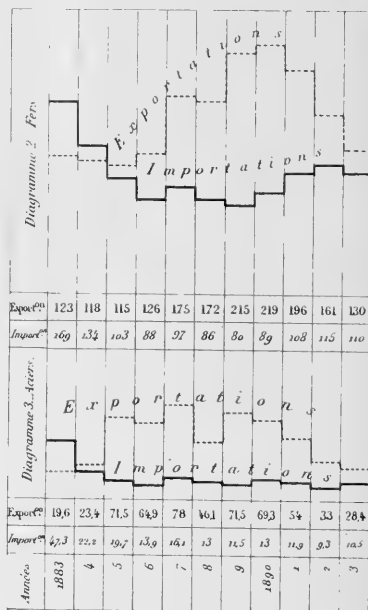 Diagramme 2 Fers
Exportations
Importations
Export.on 123 118 115 126 175 172 215 219 196 161 130
Import.on 169 134 103 88 97 86 80 89 108 115 110
Diagramme 3. Aciers.
Exportations
Importations
Export.on 19,6 23,4 71,5 64,9 78 46,1 71,5 69,3 54 33 28,4
Import.on 47,3 22,2 19,7 13,9 16,1 13 11,5 13 11,9 9,3 10,5
Années 1883 4 5 6 7 8 9 1890 1 2 3